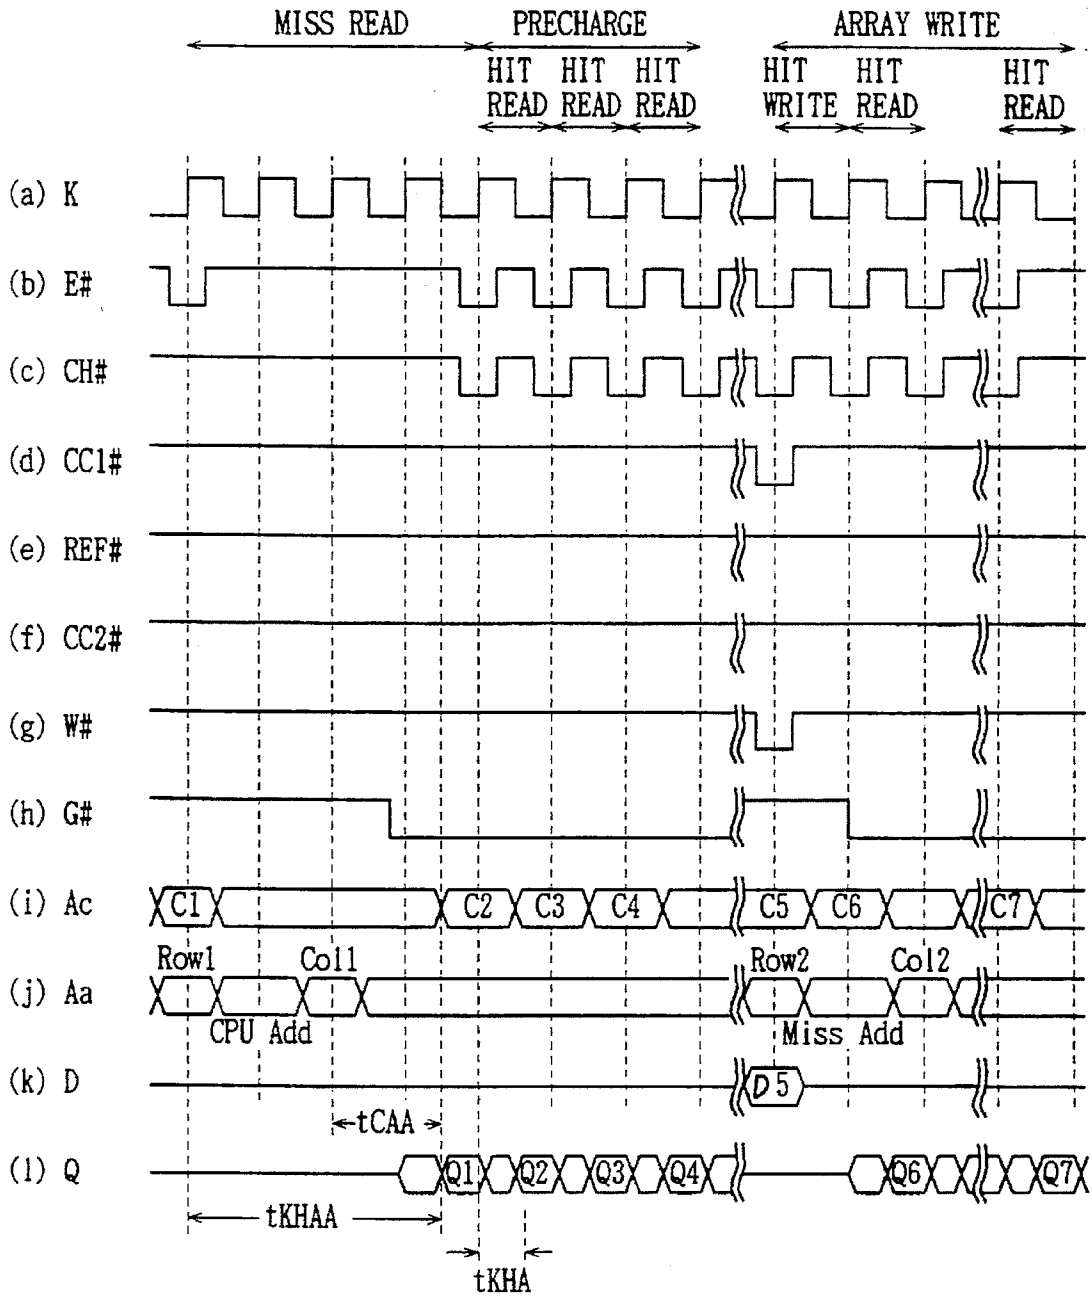 MISS READ PRECHARGE ARRAY WRITE
HIT HIT HIT HIT HIT HIT
READ READ READ WRITE READ READ
(a) K
(b) E#
(c) CH#
(d) CC1#
(e) REF#
(f) CC2#
(g) W#
(h) G#
(i) Ac C1 C2 C3 C4 C5 C6 C7
Row1 Col1 Row2 Col2
(j) Aa
CPU Add Miss Add
(k) D D5
tCAA
(l) Q Q1 Q2 Q3 Q4 Q6 Q7
tKHAA
tKHA